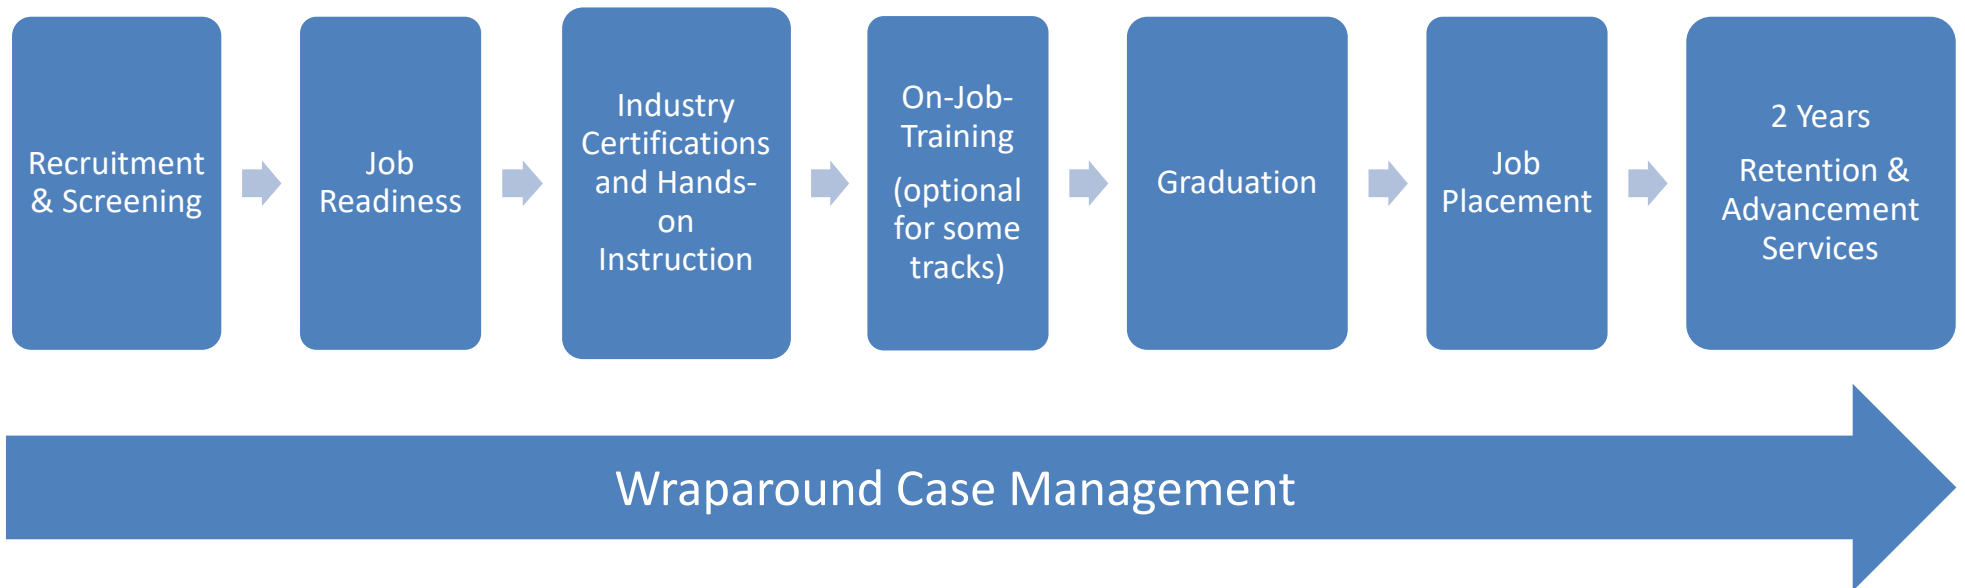 Recruitment
& Screening
Job
Readiness
Industry
Certifications
and Hands-
on
Instruction
On-Job-
Training
(optional
for some
tracks)
Graduation
Job
Placement
2 Years
Retention &
Advancement
Services
Wraparound Case Management